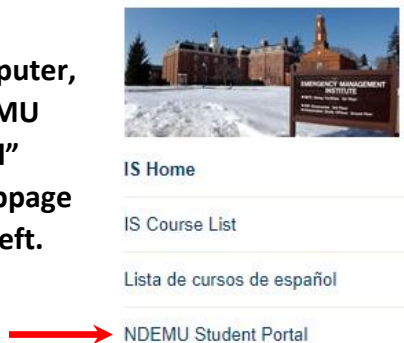 puter,
MU
l”
bpage
eft.
EMERGENCY MANAGEMENT
INSTITUTE
IS Home
IS Course List
Lista de cursos de español
NDEMU Student Portal